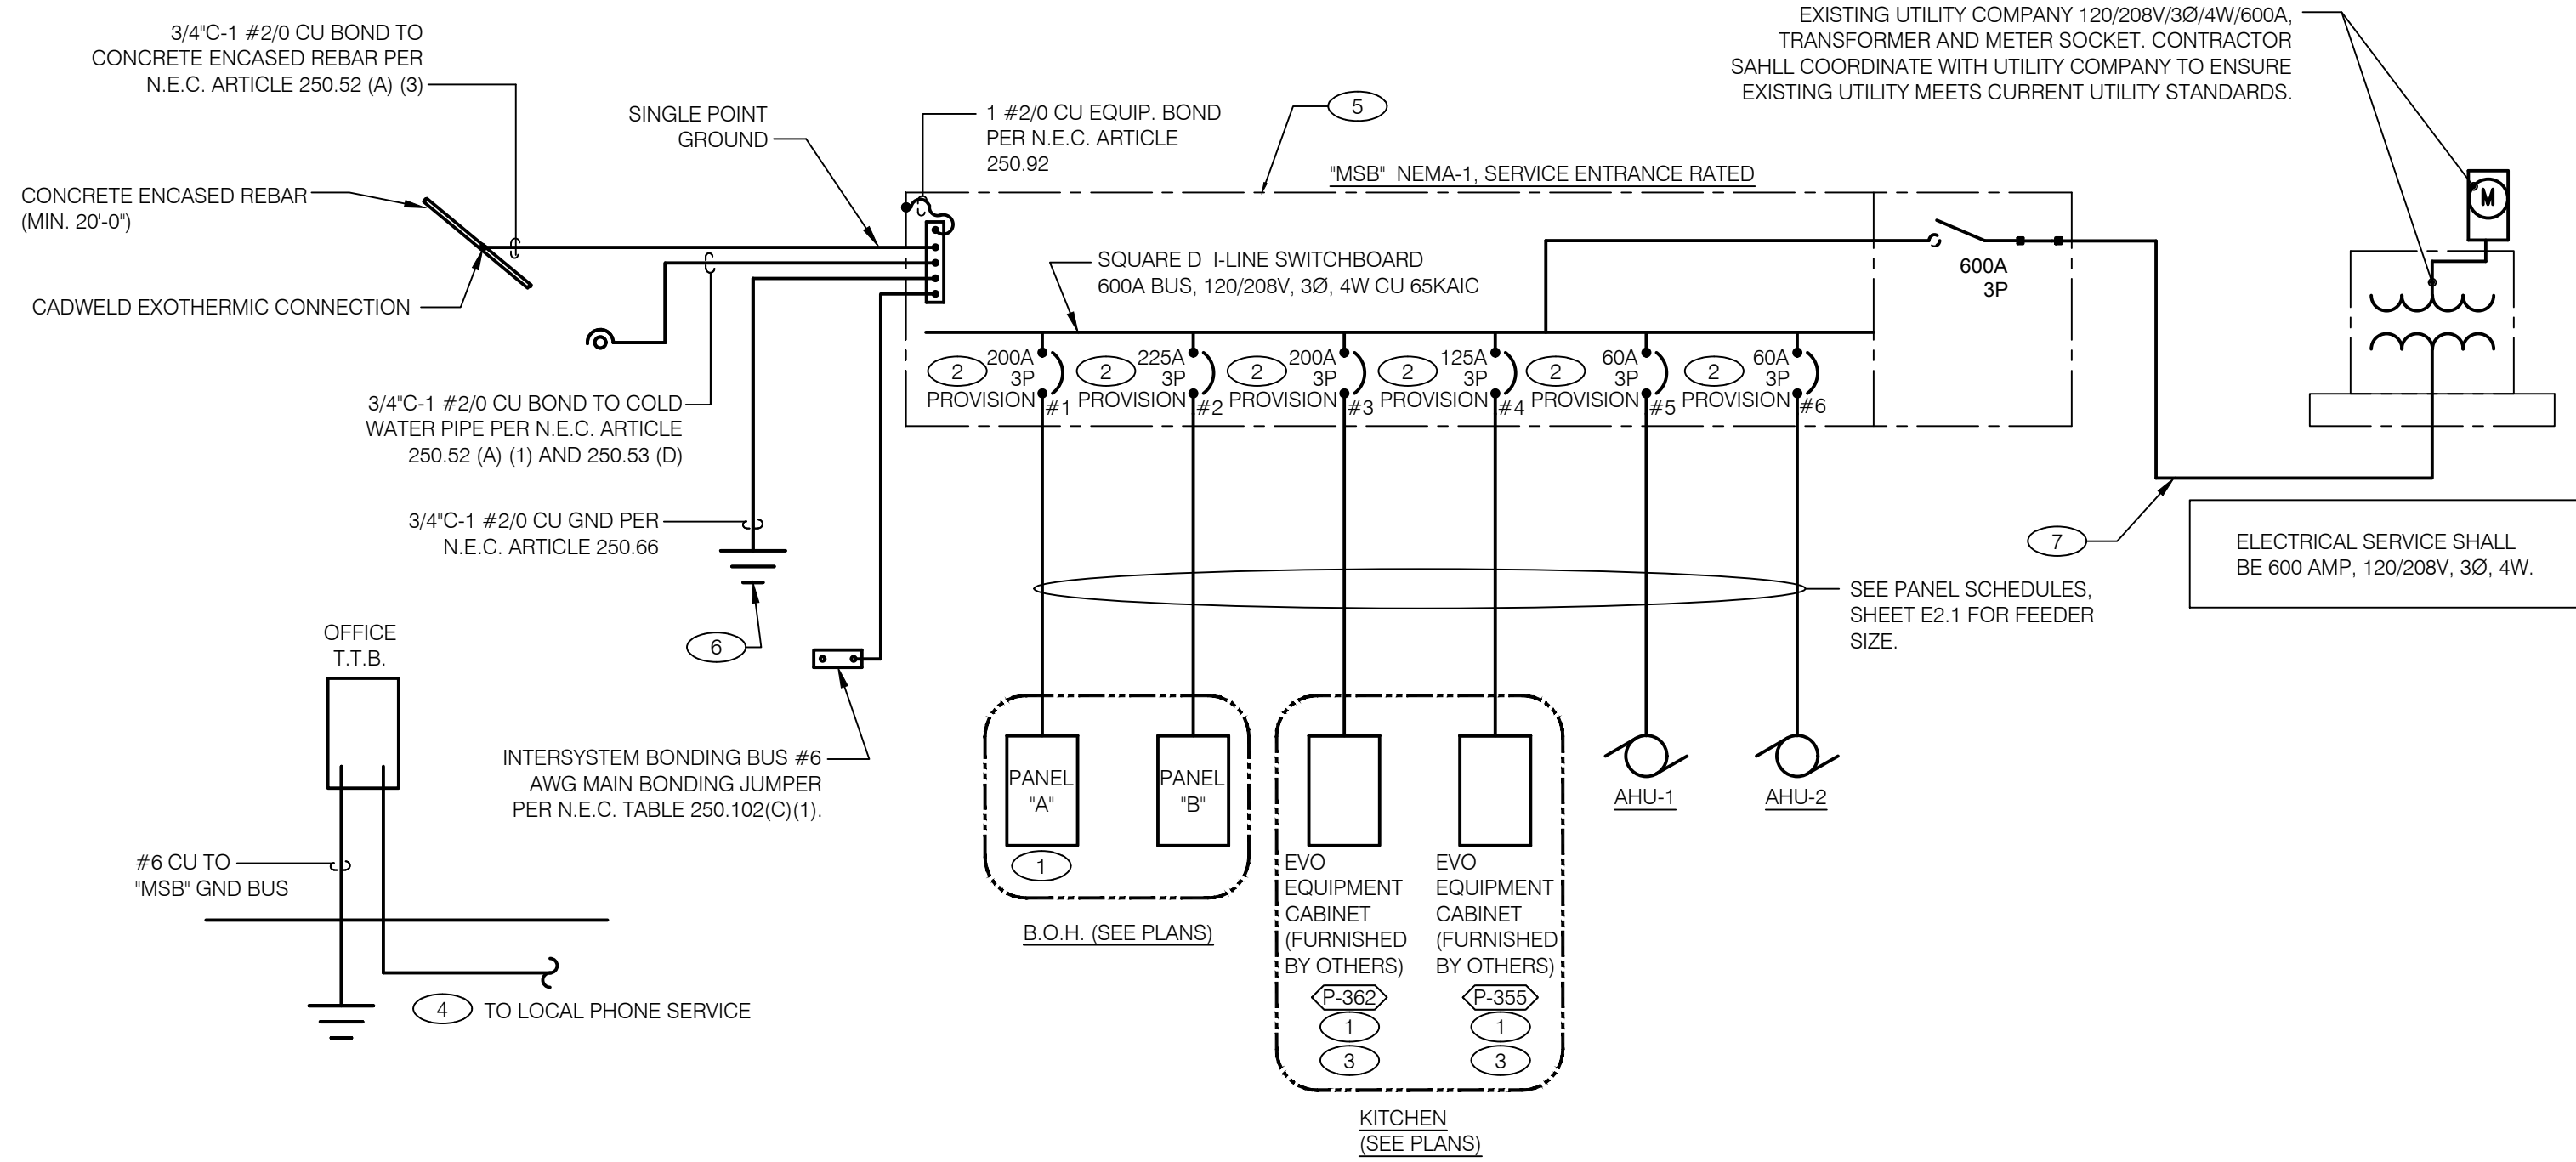 3/4"C-1 #2/0 CU BOND TO
CONCRETE ENCASED REBAR PER
N.E.C. ARTICLE 250.52 (A) (3)
SINGLE POINT
GROUND
1 #2/0 CU EQUIP. BOND
PER N.E.C. ARTICLE
250.92
5
EXISTING UTILITY COMPANY 120/208V/3Ø/4W/600A,
TRANSFORMER AND METER SOCKET. CONTRACTOR
SAHLL COORDINATE WITH UTILITY COMPANY TO ENSURE
EXISTING UTILITY MEETS CURRENT UTILITY STANDARDS.
"MSB" NEMA-1, SERVICE ENTRANCE RATED
M
CONCRETE ENCASED REBAR
(MIN. 20'-0")
CADWELD EXOTHERMIC CONNECTION
SQUARE D I-LINE SWITCHBOARD
600A BUS, 120/208V, 3Ø, 4W CU 65KAIC
600A
3P
2
200A
3P
PROVISION
#1
2
225A
3P
PROVISION
#2
2
200A
3P
PROVISION
#3
2
125A
3P
PROVISION
#4
2
60A
3P
PROVISION
#5
2
60A
3P
PROVISION
#6
3/4"C-1 #2/0 CU BOND TO COLD
WATER PIPE PER N.E.C. ARTICLE
250.52 (A) (1) AND 250.53 (D)
3/4"C-1 #2/0 CU GND PER
N.E.C. ARTICLE 250.66
6
7
ELECTRICAL SERVICE SHALL
BE 600 AMP, 120/208V, 3Ø, 4W.
SEE PANEL SCHEDULES,
SHEET E2.1 FOR FEEDER
SIZE.
OFFICE
T.T.B.
INTERSYSTEM BONDING BUS #6
AWG MAIN BONDING JUMPER
PER N.E.C. TABLE 250.102(C)(1).
#6 CU TO
"MSB" GND BUS
4
TO LOCAL PHONE SERVICE
PANEL
"A"
1
PANEL
"B"
B.O.H. (SEE PLANS)
EVO
EQUIPMENT
CABINET
(FURNISHED
BY OTHERS)
P-362
1
3
EVO
EQUIPMENT
CABINET
(FURNISHED
BY OTHERS)
P-355
1
3
KITCHEN
(SEE PLANS)
AHU-1
AHU-2